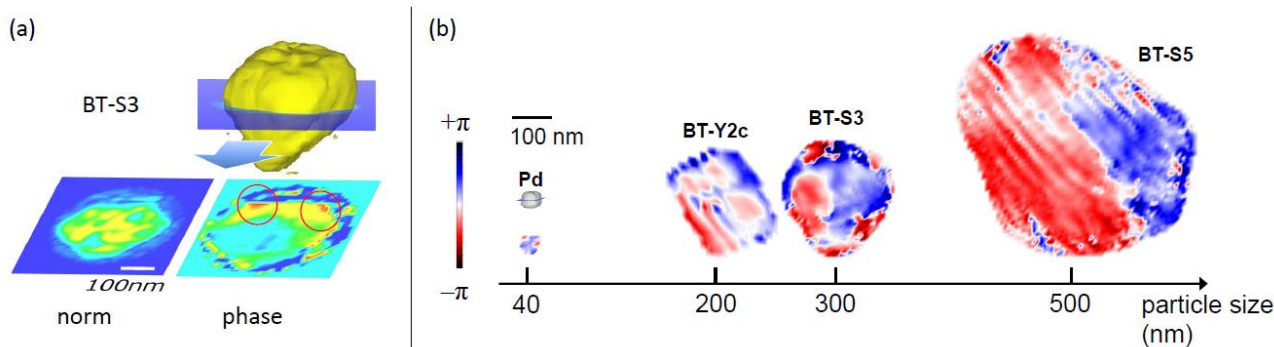 (a)
BT-S3
100nm
norm phase
(b)
+π
−π
100 nm
Pd
BT-Y2c
BT-S3
BT-S5
40 200 300 500 particle size
(nm)